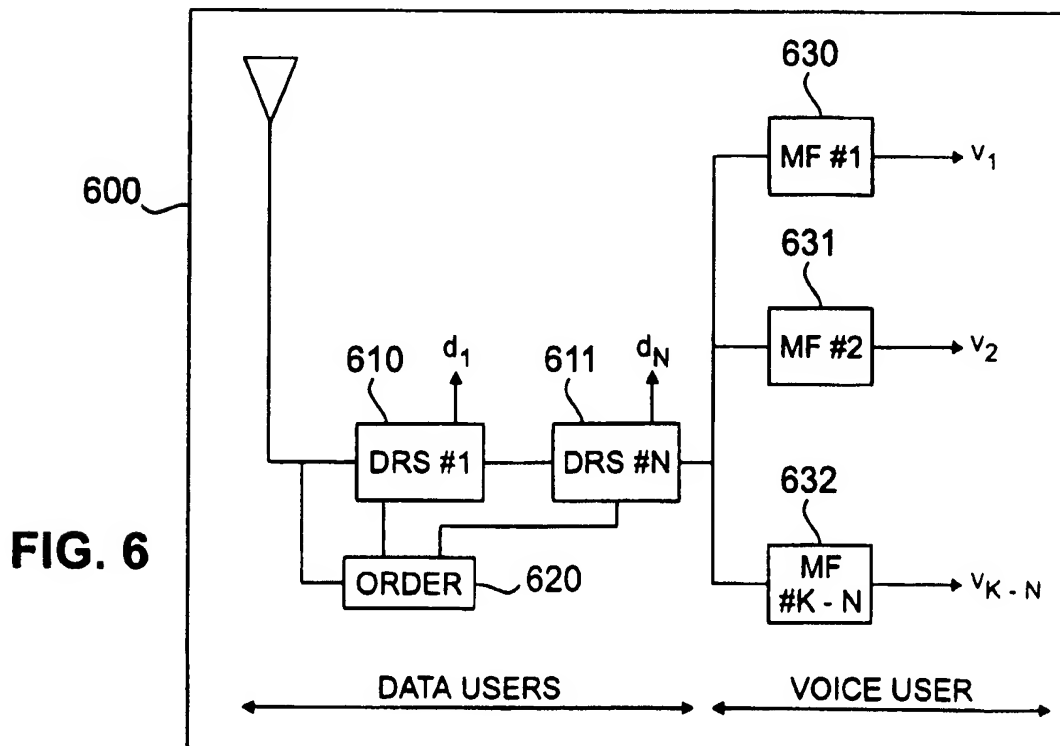 630
MF #1
v1
600
631
MF #2
v2
610
d1
611
dN
DRS #1
DRS #N
632
FIG. 6
ORDER
620
MF
#K - N
vK - N
DATA USERS
VOICE USER